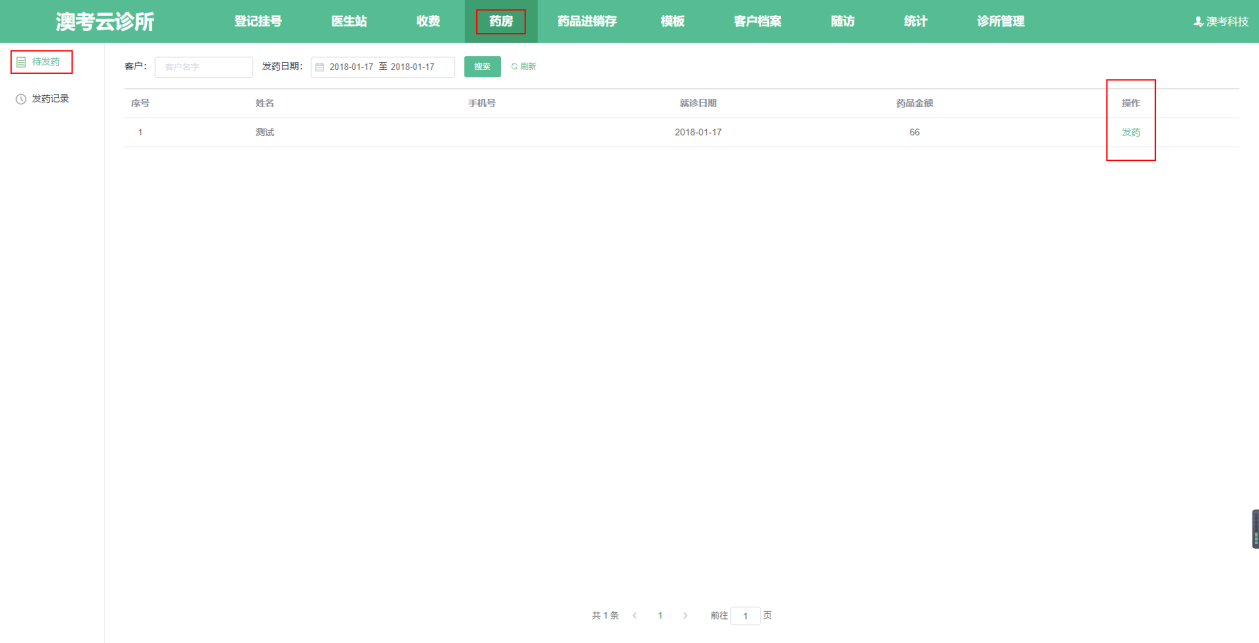 澳考云诊所 登记挂号 医生站 收费 药房 药品进销存 模板 客户档案 随访 统计 诊所管理 澳考科技
待发药
发药记录
客户： 客户名字 发药日期： 2018-01-17 至 2018-01-17 搜索 刷新
序号 姓名 手机号 就诊日期 药品金额 操作
1 测试 2018-01-17 66 发药
共 1 条 < 1 > 前往 1 页